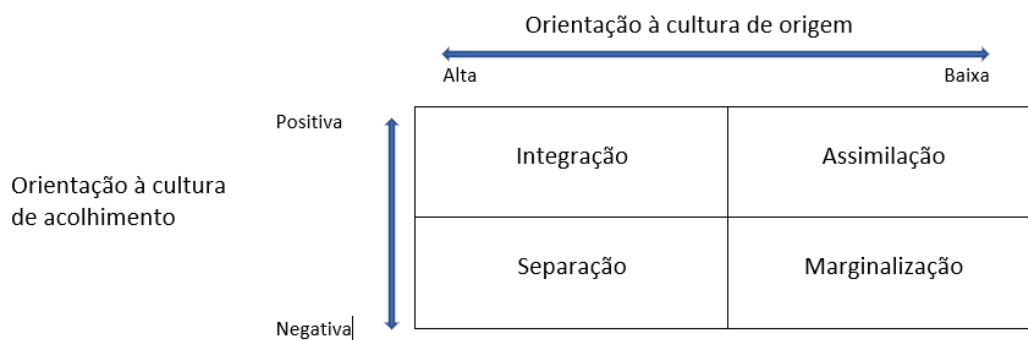 Orientação à cultura de origem
Alta
Baixa
Positiva
Integração
Assimilação
Orientação à cultura
de acolhimento
Separação
Marginalização
Negativa